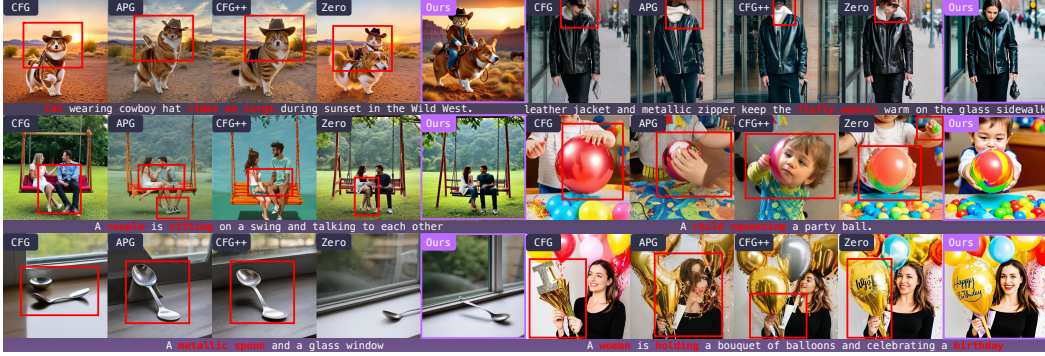 CFG APG CFG++ Zero Ours CFG APG CFG++ Zero Ours
Cat wearing cowboy hat rides on corgi during sunset in the Wild West.
leather jacket and metallic zipper keep the fluffy wearer warm on the glass sidewalk
CFG APG CFG++ Zero Ours CFG APG CFG++ Zero Ours
A couple is sitting on a swing and talking to each other
A child squeezing a party ball.
CFG APG CFG++ Zero Ours CFG APG CFG++ Zero Ours
Happy Birthday
A metallic spoon and a glass window
A woman is holding a bouquet of balloons and celebrating a birthday